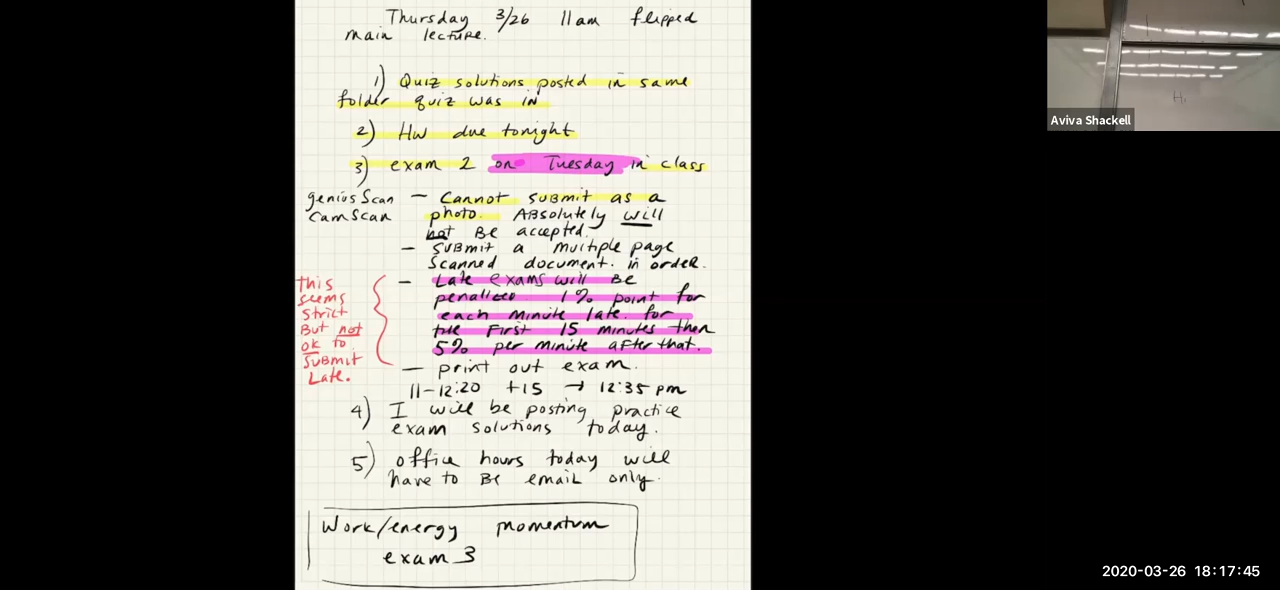 Thursday 3/26 11am flipped
main lecture.
1) Quiz solutions posted in same
folder quiz was in
2) HW due tonight
3) exam 2 on Tuesday in class
genius Scan
CamScan
- Cannot submit as a
photo. Absolutely will
not Be accepted.
- Submit a multiple page
Scanned document. in order.
- Late exams will Be
penalized 1% point for
each minute late. for
the First 15 minutes then
5% per minute after that.
this
seems
strict
But not
ok to
Submit
Late.
- print out exam.
11-12:20 +15 → 12:35 pm
4) I will be posting practice
exam solutions today.
5) office hours today will
have to Be email only.
Work/energy momentum
exam 3
Aviva Shackell
2020-03-26 18:17:45